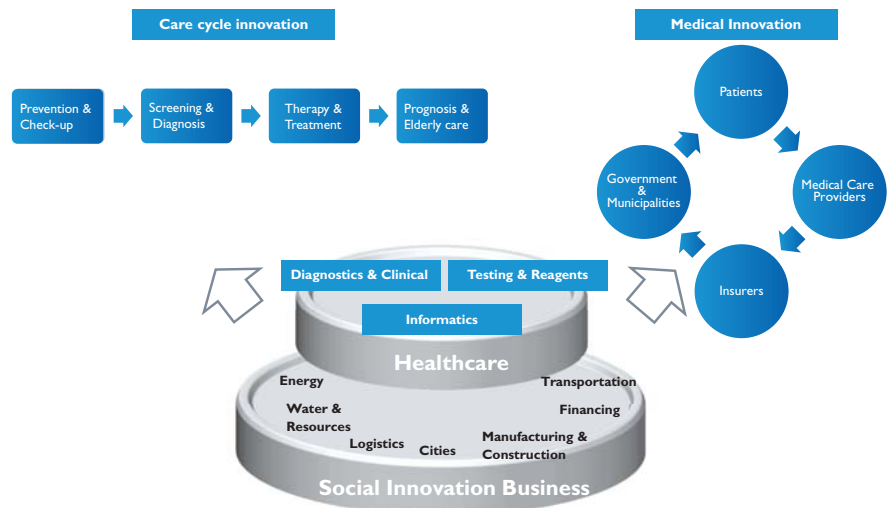 Care cycle innovation
Medical Innovation
Prevention &
Check-up
Screening &
Diagnosis
Therapy &
Treatment
Prognosis &
Elderly care
Patients
Medical Care
Providers
Insurers
Government
&
Municipalities
Diagnostics & Clinical
Testing & Reagents
Informatics
Healthcare
Energy
Transportation
Water &
Resources
Financing
Logistics
Cities
Manufacturing &
Construction
Social Innovation Business